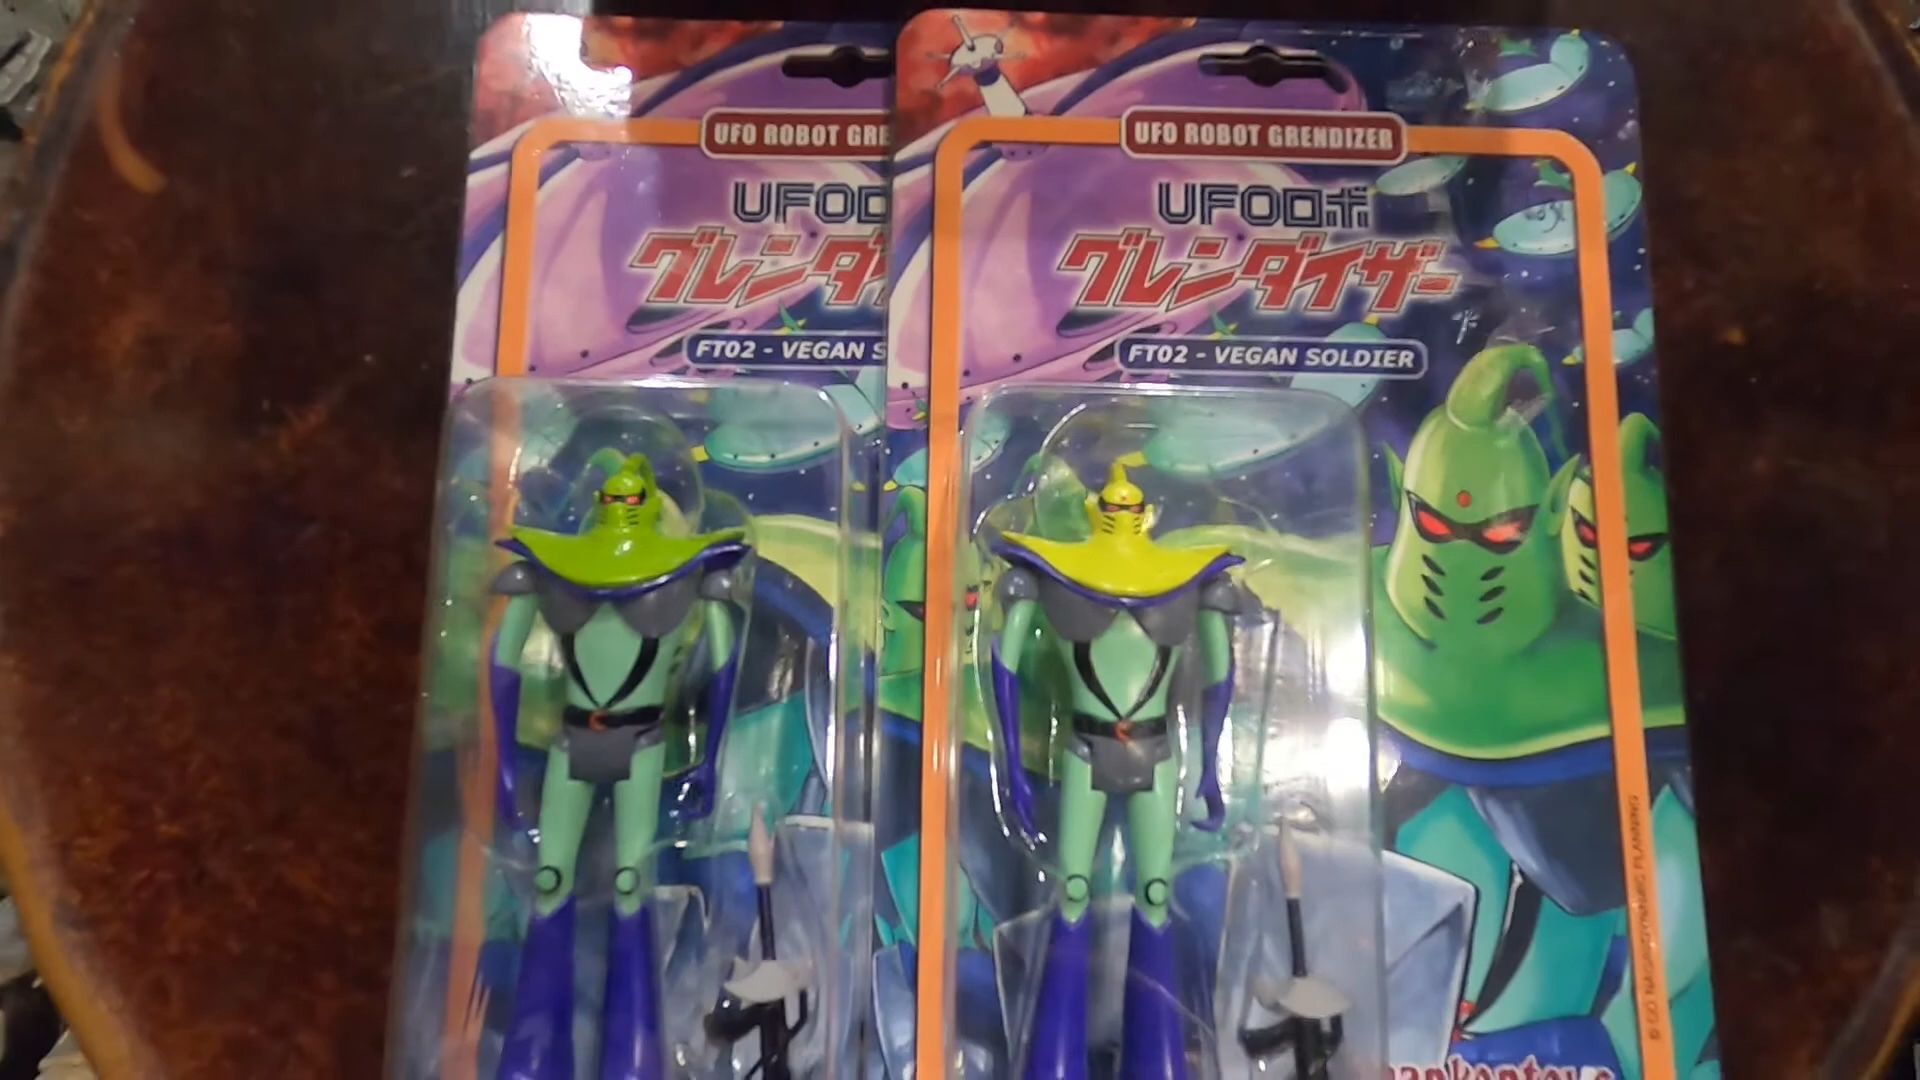 UFO ROBOT GRE
UFOロ
グレンダイ
FT02 - VEGAN S
UFO ROBOT GRENDIZER
UFOロボ
グレンダイザー
FT02 - VEGAN SOLDIER